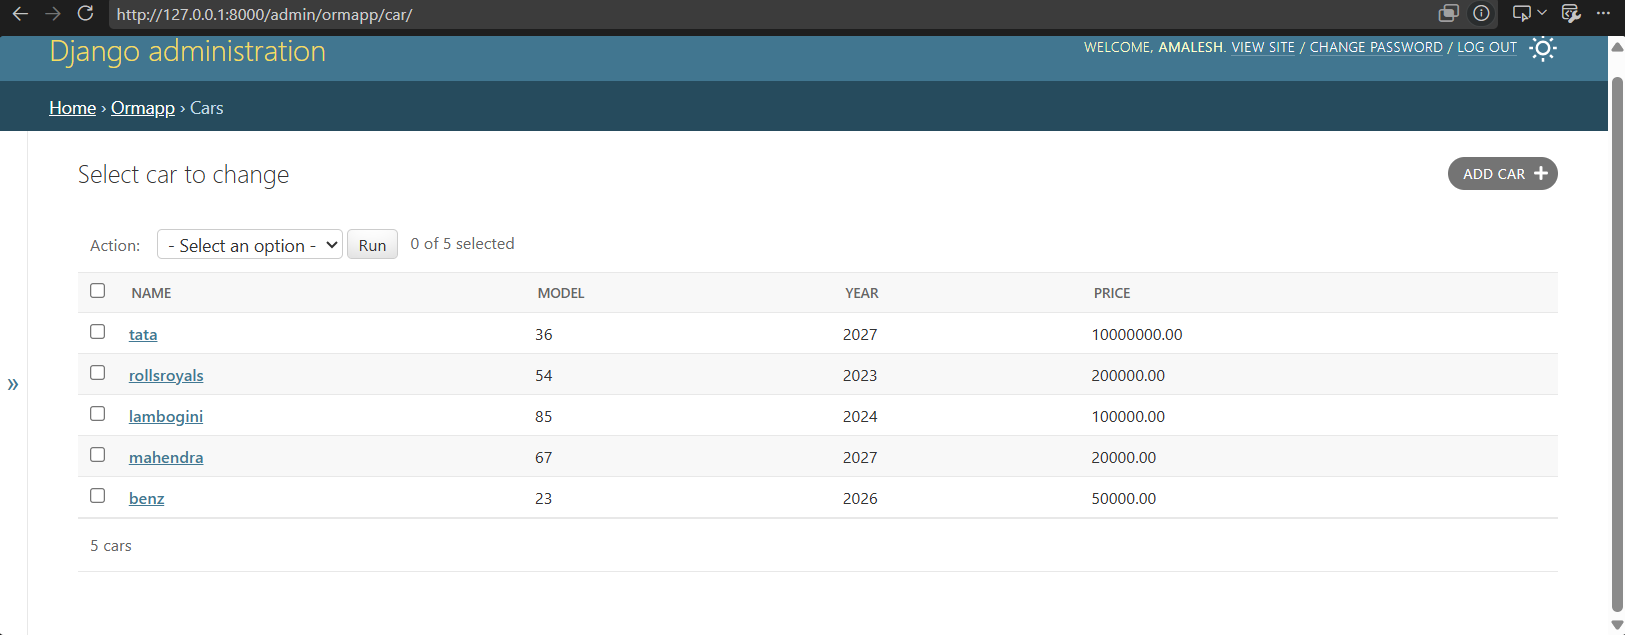 http://127.0.0.1:8000/admin/ormapp/car/
Django administration
WELCOME, AMALESH. VIEW SITE / CHANGE PASSWORD / LOG OUT
Home › Ormapp › Cars
Select car to change
ADD CAR +
Action: - Select an option - Run 0 of 5 selected
NAME MODEL YEAR PRICE
tata 36 2027 10000000.00
rollsroyals 54 2023 200000.00
lambogini 85 2024 100000.00
mahendra 67 2027 20000.00
benz 23 2026 50000.00
»
5 cars